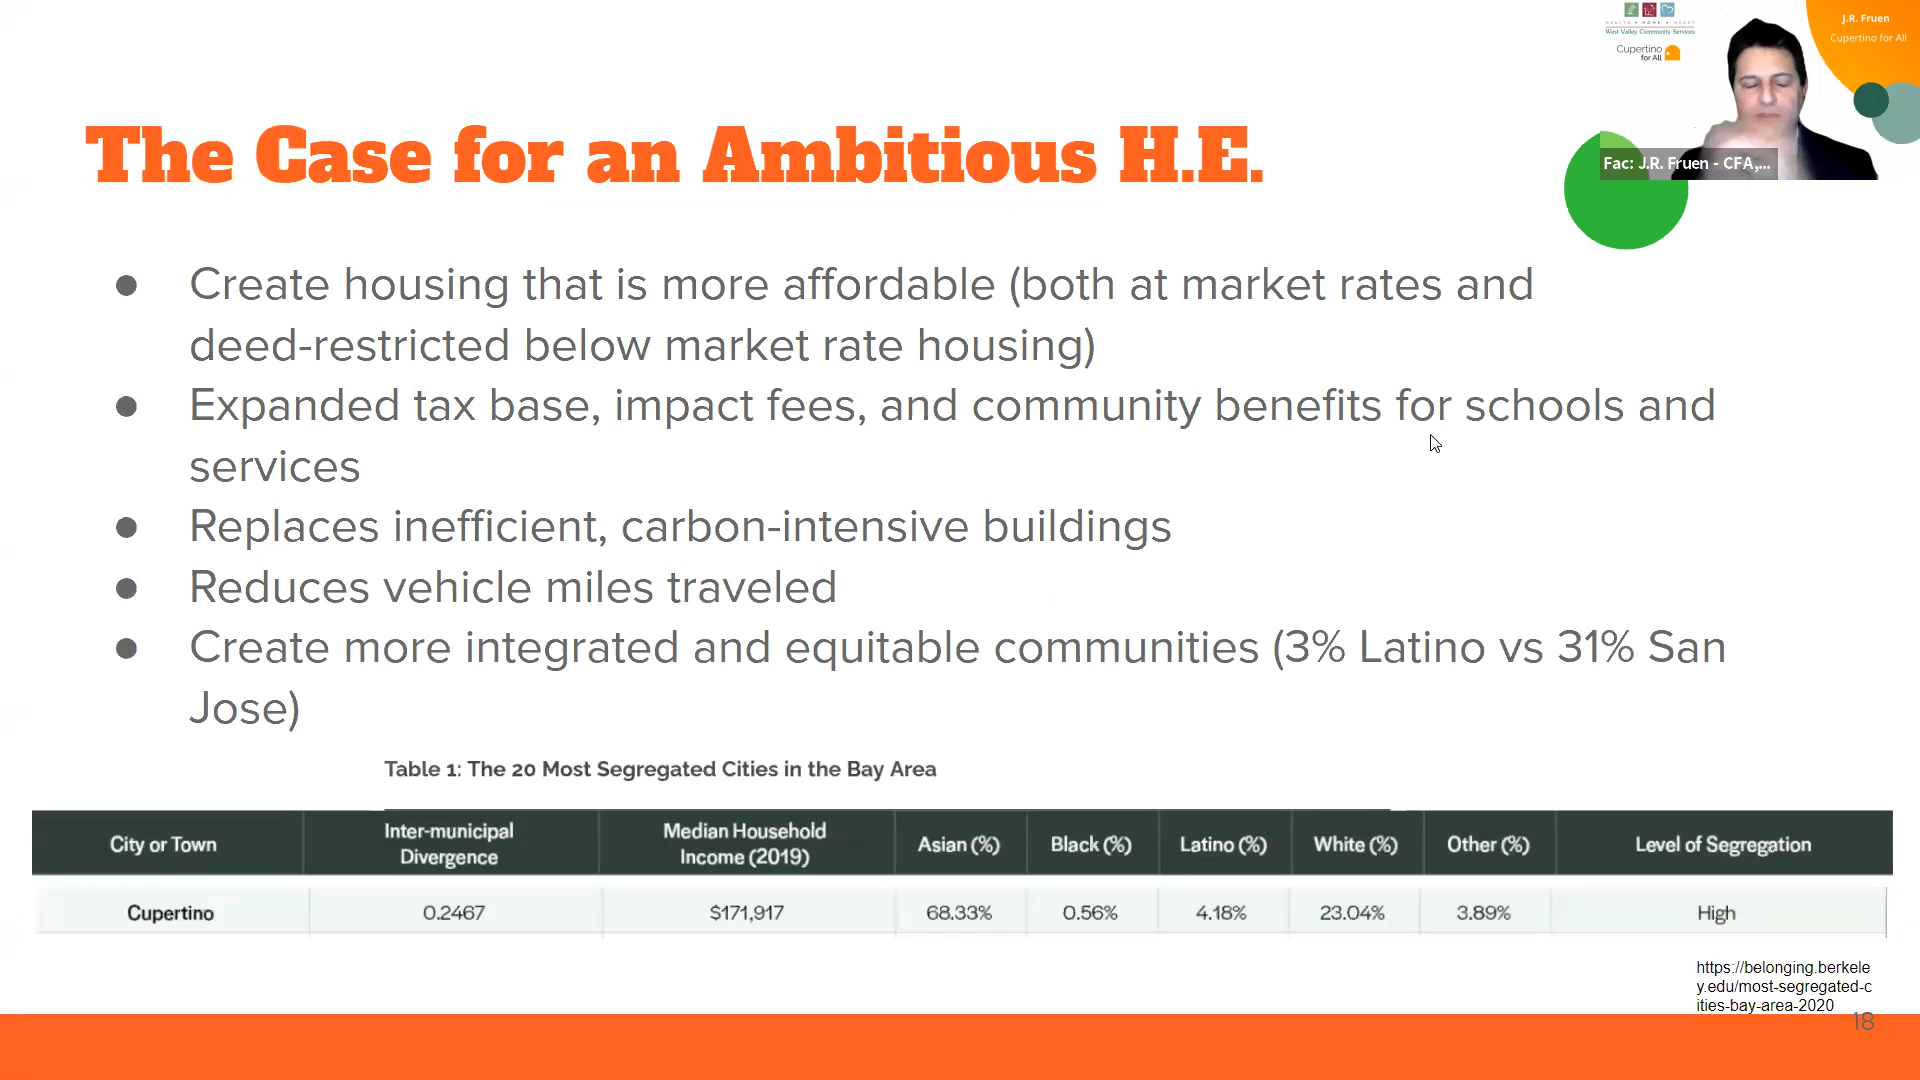 HEALTH • HOME • HEART
West Valley Community Services
Cupertino
for All
J.R. Fruen
Cupertino for All
Fac: J.R. Fruen - CFA,...
The Case for an Ambitious H.E.
● Create housing that is more affordable (both at market rates and
deed-restricted below market rate housing)
● Expanded tax base, impact fees, and community benefits for schools and
services
● Replaces inefficient, carbon-intensive buildings
● Reduces vehicle miles traveled
● Create more integrated and equitable communities (3% Latino vs 31% San
Jose)
Table 1: The 20 Most Segregated Cities in the Bay Area
City or Town Inter-municipal Divergence Median Household Income (2019) Asian (%) Black (%) Latino (%) White (%) Other (%) Level of Segregation
Cupertino 0.2467 $171,917 68.33% 0.56% 4.18% 23.04% 3.89% High
https://belonging.berkele
y.edu/most-segregated-c
ities-bay-area-2020
18